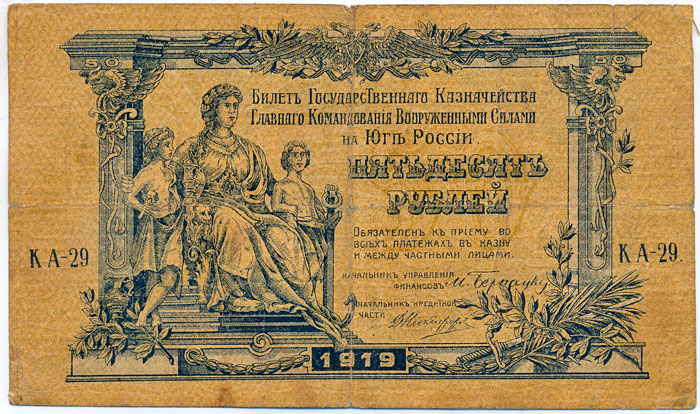 50 50
Билетъ Государственнаго Казначейства
Главнаго Командованія Вооруженными Силами
на Югѣ Россіи.
ПЯТЬДЕСЯТЪ
РУБЛЕЙ
Обязателенъ къ пріему во
всѣхъ платежахъ въ казну
и между частными лицами.
КА-29 КА-29.
Начальникъ управленія
финансовъ
Начальникъ кредитной
части
1919